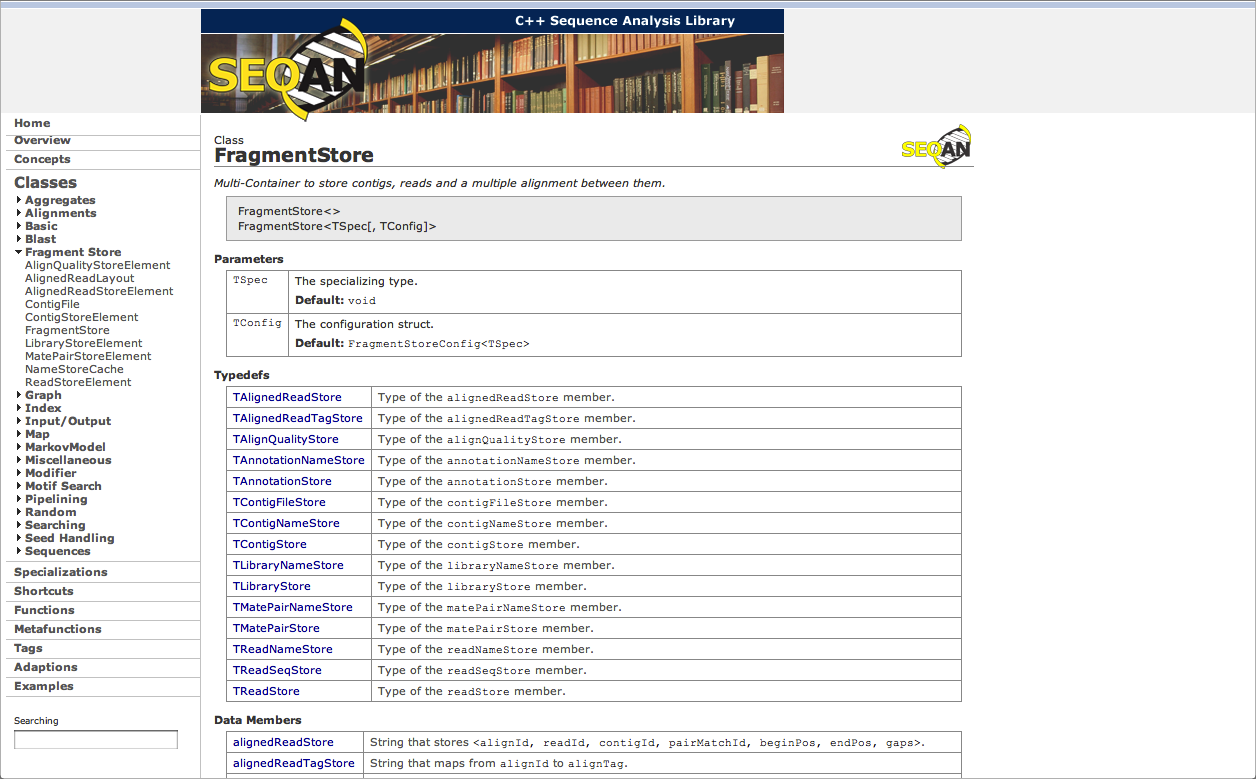 C++ Sequence Analysis Library
SEQAN
Home
Overview
Concepts
Classes
Aggregates
Alignments
Basic
Blast
Fragment Store
AlignQualityStoreElement
AlignedReadLayout
AlignedReadStoreElement
ContigFile
ContigStoreElement
FragmentStore
LibraryStoreElement
MatePairStoreElement
NameStoreCache
ReadStoreElement
Graph
Index
Input/Output
Map
MarkovModel
Miscellaneous
Modifier
Motif Search
Pipelining
Random
Searching
Seed Handling
Sequences
Specializations
Shortcuts
Functions
Metafunctions
Tags
Adaptions
Examples
Searching
Class
FragmentStore
SEQAN
Multi-Container to store contigs, reads and a multiple alignment between them.
FragmentStore<>
FragmentStore<TSpec[, TConfig]>
Parameters
TSpec The specializing type.
Default: void
TConfig The configuration struct.
Default: FragmentStoreConfig<TSpec>
Typedefs
TAlignedReadStore Type of the alignedReadStore member.
TAlignedReadTagStore Type of the alignedReadTagStore member.
TAlignQualityStore Type of the alignQualityStore member.
TAnnotationNameStore Type of the annotationNameStore member.
TAnnotationStore Type of the annotationStore member.
TContigFileStore Type of the contigFileStore member.
TContigNameStore Type of the contigNameStore member.
TContigStore Type of the contigStore member.
TLibraryNameStore Type of the libraryNameStore member.
TLibraryStore Type of the libraryStore member.
TMatePairNameStore Type of the matePairNameStore member.
TMatePairStore Type of the matePairStore member.
TReadNameStore Type of the readNameStore member.
TReadSeqStore Type of the readSeqStore member.
TReadStore Type of the readStore member.
Data Members
alignedReadStore String that stores <alignId, readId, contigId, pairMatchId, beginPos, endPos, gaps>.
alignedReadTagStore String that maps from alignId to alignTag.